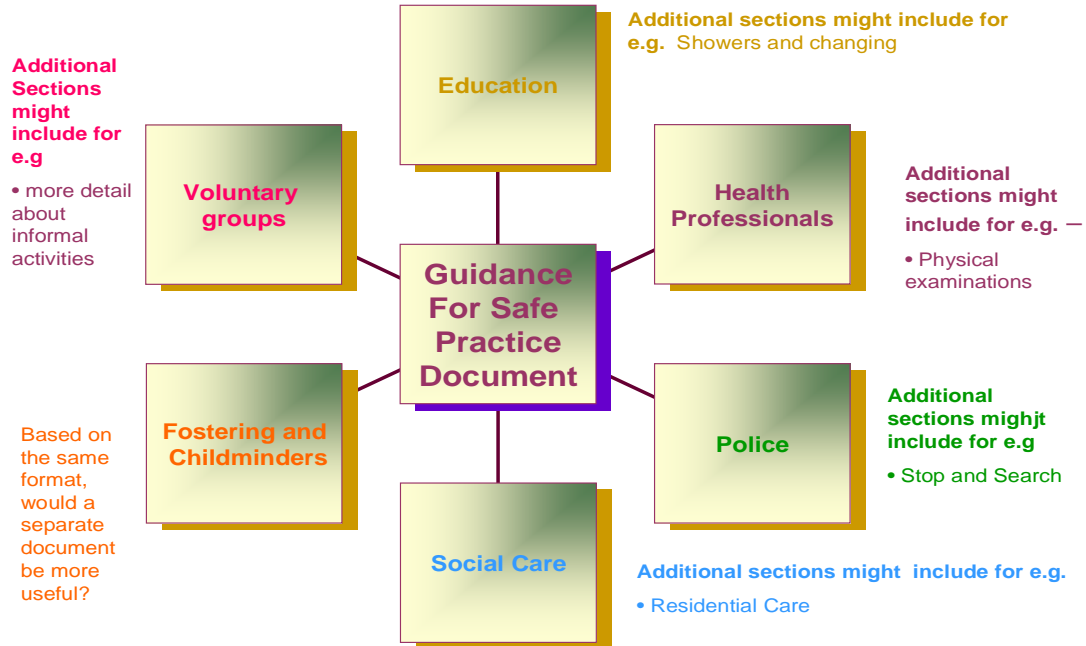 Additional sections might include for
e.g. Showers and changing
Education
Additional
Sections
might
include for
e.g
• more detail
about
informal
activities
Voluntary
groups
Health
Professionals
Additional
sections might
include for e.g. –
• Physical
examinations
Guidance
For Safe
Practice
Document
Based on
the same
format,
would a
separate
document
be more
useful?
Fostering and
Childminders
Police
Additional
sections mighjt
include for e.g
• Stop and Search
Social Care
Additional sections might include for e.g.
• Residential Care